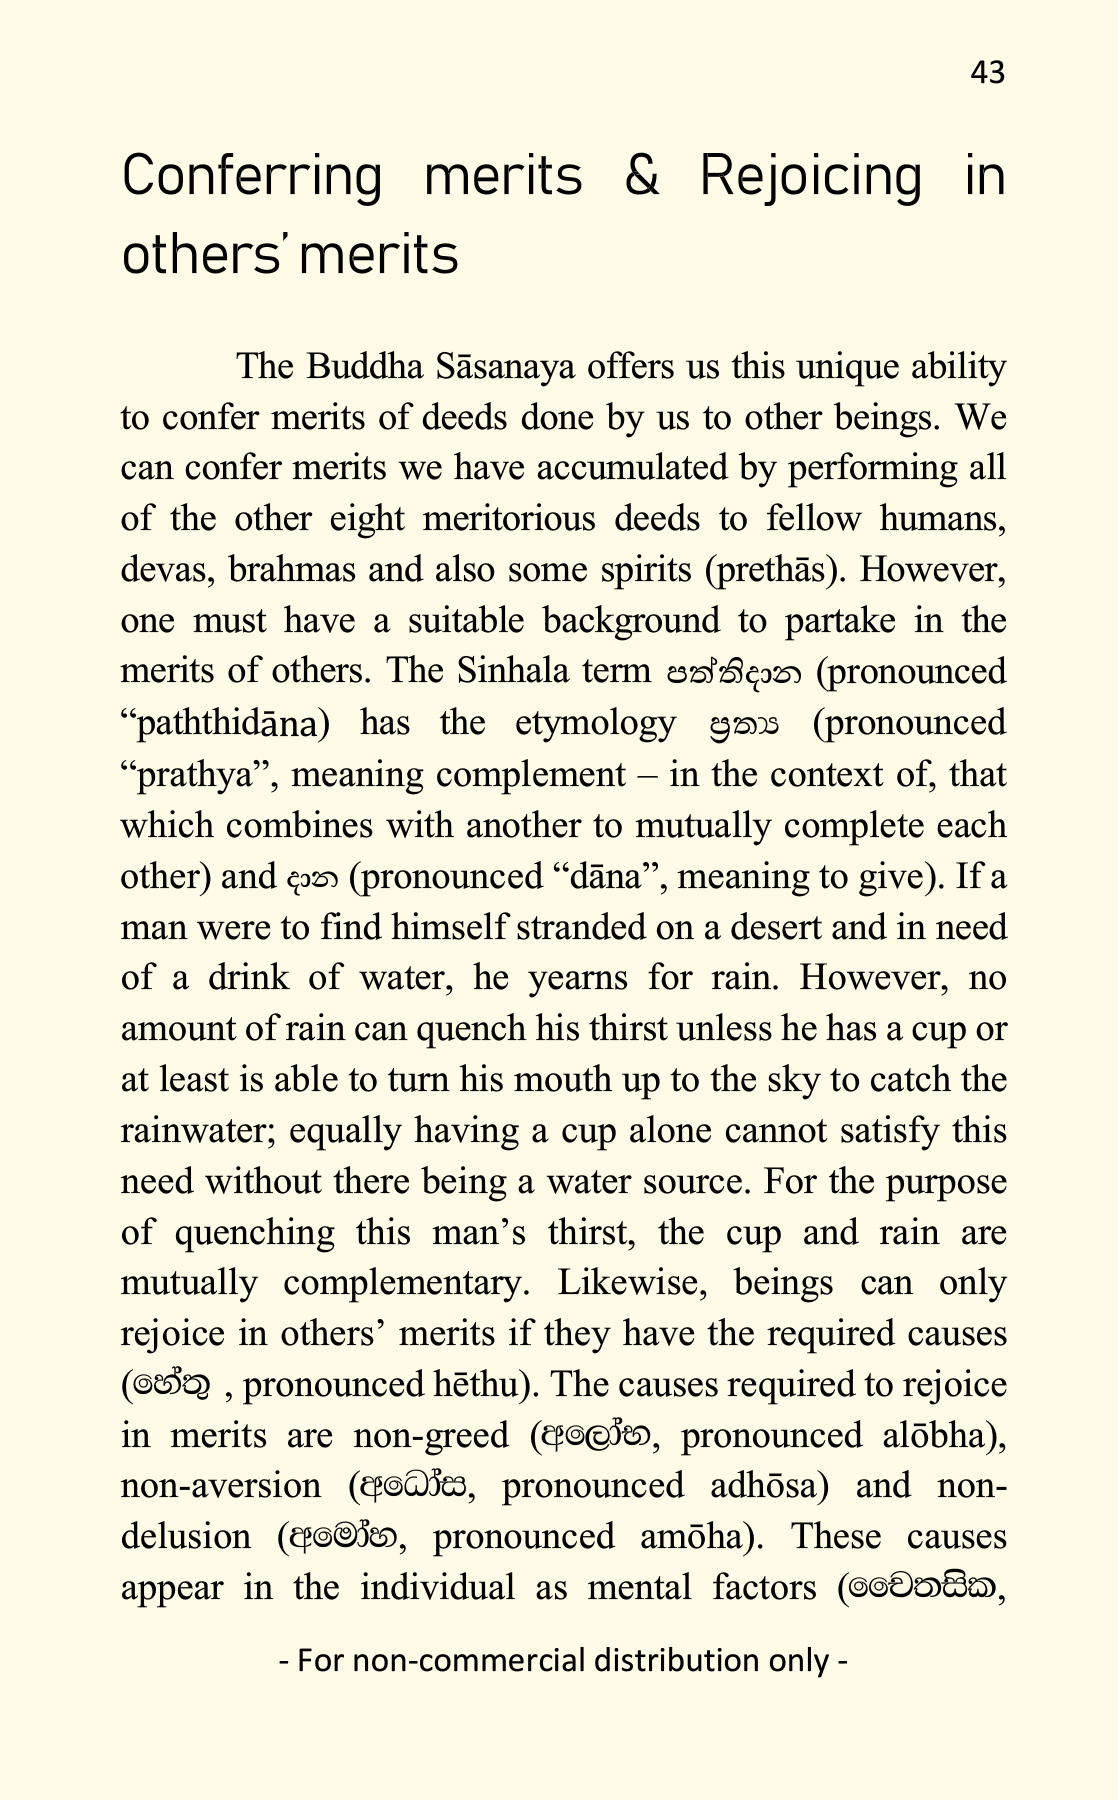 43
Conferring merits & Rejoicing in
others’ merits
The Buddha Sāsanaya offers us this unique ability
to confer merits of deeds done by us to other beings. We
can confer merits we have accumulated by performing all
of the other eight meritorious deeds to fellow humans,
devas, brahmas and also some spirits (prethās). However,
one must have a suitable background to partake in the
merits of others. The Sinhala term පත්තිදාන (pronounced
“paththidāna) has the etymology ප්‍රත්‍ය (pronounced
“prathya”, meaning complement – in the context of, that
which combines with another to mutually complete each
other) and දාන (pronounced “dāna”, meaning to give). If a
man were to find himself stranded on a desert and in need
of a drink of water, he yearns for rain. However, no
amount of rain can quench his thirst unless he has a cup or
at least is able to turn his mouth up to the sky to catch the
rainwater; equally having a cup alone cannot satisfy this
need without there being a water source. For the purpose
of quenching this man’s thirst, the cup and rain are
mutually complementary. Likewise, beings can only
rejoice in others’ merits if they have the required causes
(හේතු , pronounced hēthu). The causes required to rejoice
in merits are non-greed (අලෝභ, pronounced alōbha),
non-aversion (අධෝස, pronounced adhōsa) and non-
delusion (අමෝහ, pronounced amōha). These causes
appear in the individual as mental factors (චෛතසික,
- For non-commercial distribution only -